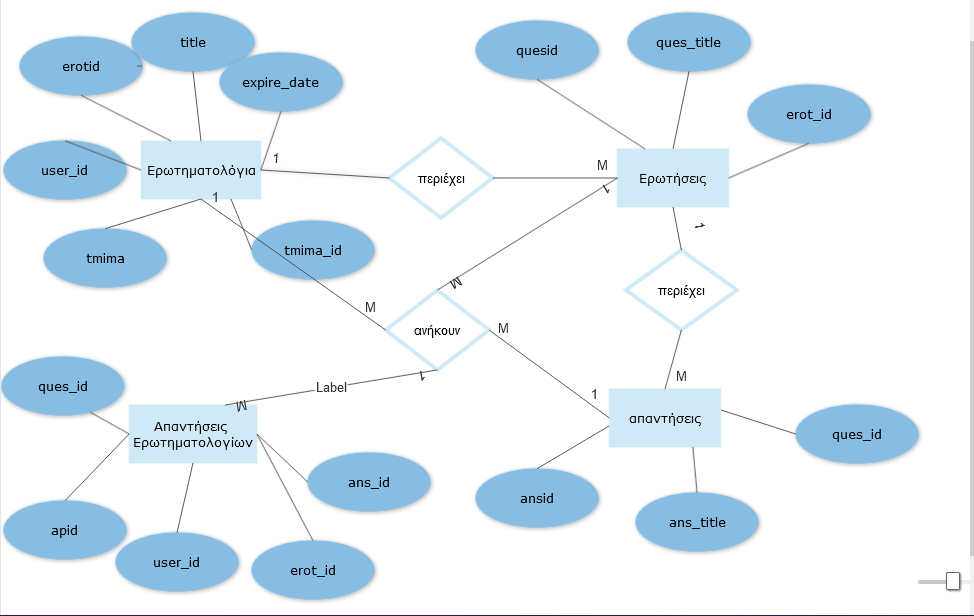 title
quesid
ques_title
erotid
expire_date
erot_id
user_id
Ερωτηματολόγια
1
περιέχει
M
Ερωτήσεις
1
1
1
tmima
tmima_id
M
περιέχει
M
ανήκουν
M
1
M
Label
1
M
ques_id
Απαντήσεις
Ερωτηματολογίων
απαντήσεις
ques_id
ans_id
ansid
ans_title
apid
user_id
erot_id